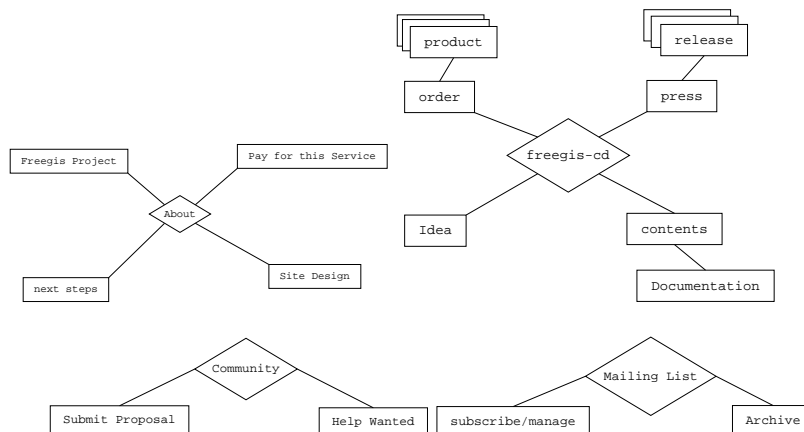 product
release
order
press
freegis-cd
Freegis Project
Pay for this Service
About
Idea
contents
Site Design
next steps
Documentation
Community
Mailing List
Submit Proposal
Help Wanted
subscribe/manage
Archive